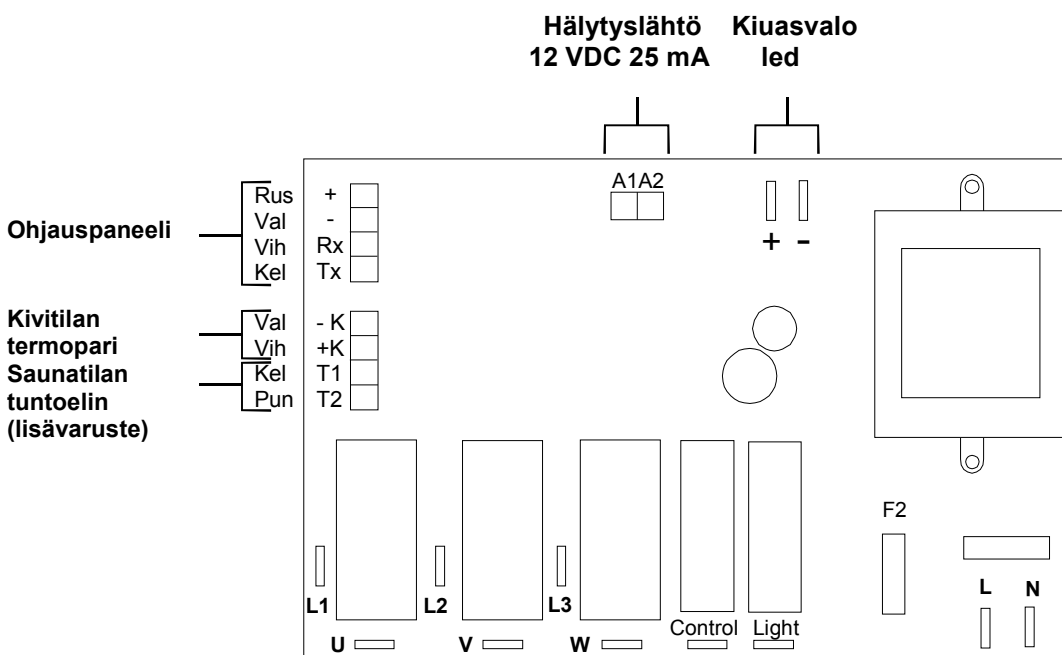 Hälytyslähtö
12 VDC 25 mA
Kiuasvalo
led
A1A2
+ -
Ohjauspaneeli
Rus +
Val -
Vih Rx
Kel Tx
Kivitilan
termopari
Val - K
Vih +K
Saunatilan
tuntoelin
(lisävaruste)
Kel T1
Pun T2
F2
L1 L2 L3
L N
U V W Control Light